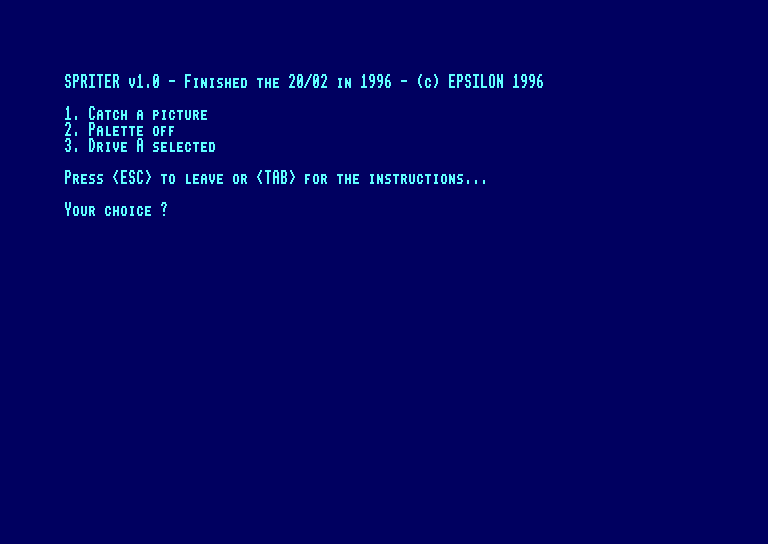 SPRITER v1.0 - Finished the 20/02 in 1996 - (c) EPSILON 1996
1. Catch a picture
2. Palette off
3. Drive A selected
Press <ESC> to leave or <TAB> for the instructions...
Your choice ?